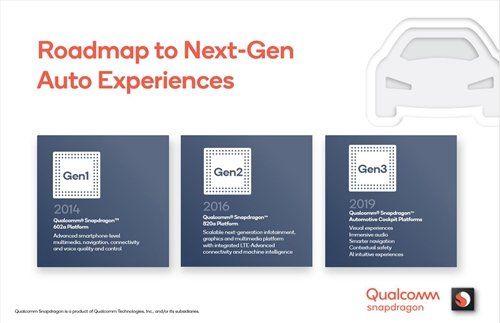 Roadmap to Next-Gen
Auto Experiences
Gen1
2014
Qualcomm® Snapdragon™
602a Platform
Advanced smartphone-level
multimedia, navigation, connectivity
and voice quality and control
Gen2
2016
Qualcomm® Snapdragon™
820a Platform
Scalable next-generation infotainment,
graphics and multimedia platform
with integrated LTE-Advanced
connectivity and machine intelligence
Gen3
2019
Qualcomm® Snapdragon™
Automotive Cockpit Platforms
Visual experiences
Immersive audio
Smarter navigation
Contextual safety
AI intuitive experiences
Qualcomm Snapdragon is a product of Qualcomm Technologies, Inc., and/or its subsidiaries.
Qualcomm
snapdragon